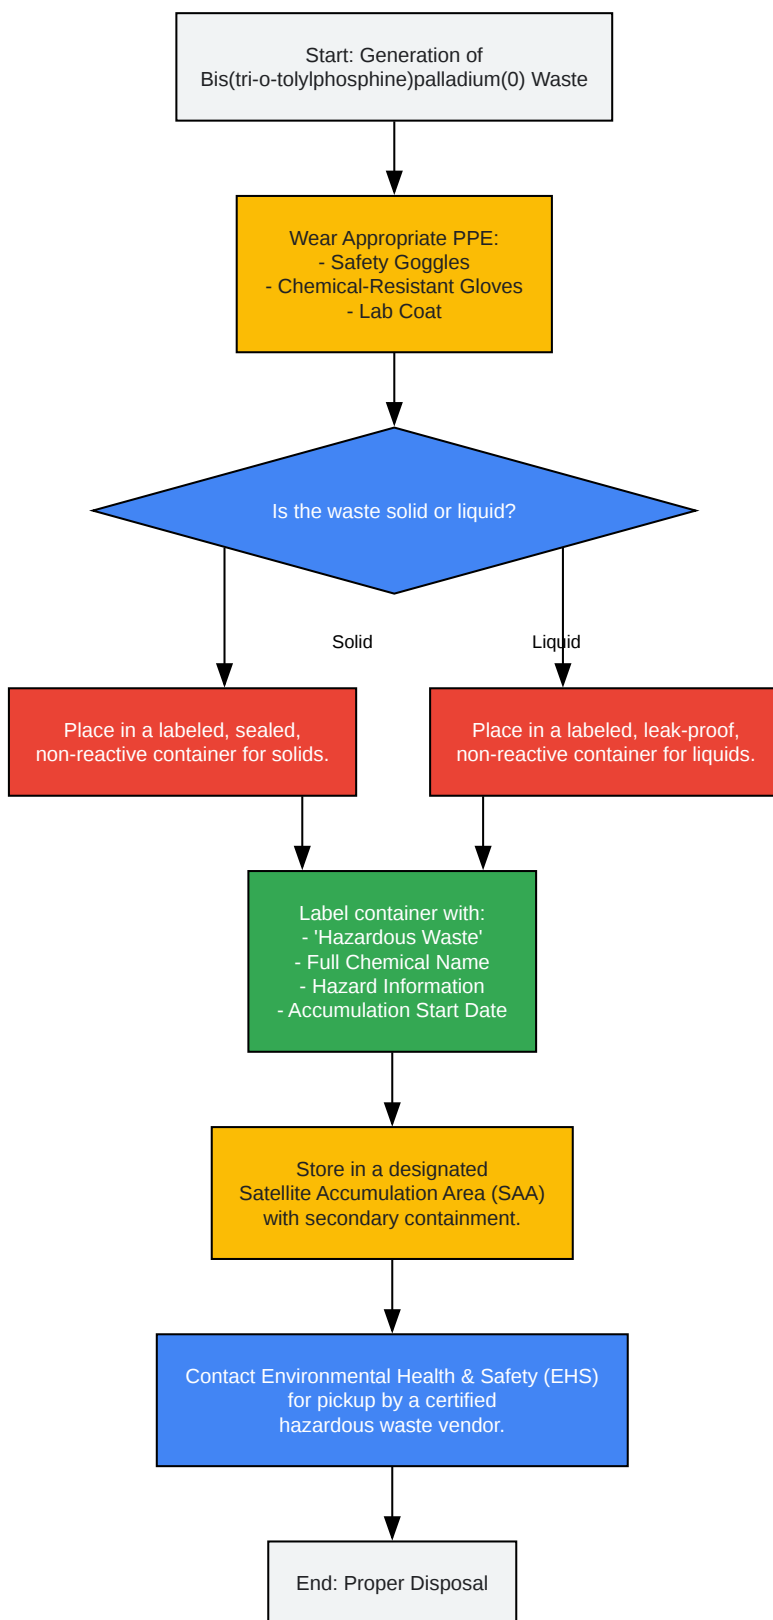 Start: Generation of
Bis(tri-o-tolylphosphine)palladium(0) Waste
Wear Appropriate PPE:
- Safety Goggles
- Chemical-Resistant Gloves
- Lab Coat
Is the waste solid or liquid?
Solid
Liquid
Place in a labeled, sealed,
non-reactive container for solids.
Place in a labeled, leak-proof,
non-reactive container for liquids.
Label container with:
- 'Hazardous Waste'
- Full Chemical Name
- Hazard Information
- Accumulation Start Date
Store in a designated
Satellite Accumulation Area (SAA)
with secondary containment.
Contact Environmental Health & Safety (EHS)
for pickup by a certified
hazardous waste vendor.
End: Proper Disposal